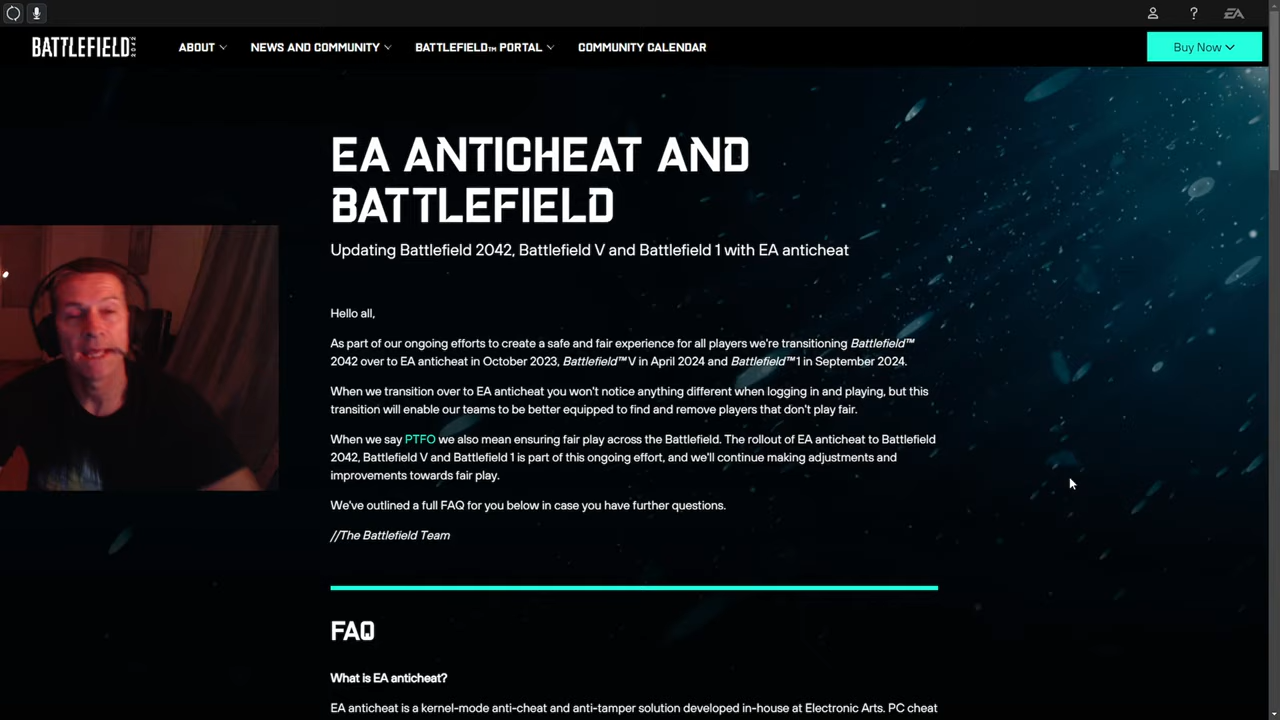 BATTLEFIELD 2042
ABOUT
NEWS AND COMMUNITY
BATTLEFIELD™ PORTAL
COMMUNITY CALENDAR
EA
Buy Now
EA ANTICHEAT AND
BATTLEFIELD
Updating Battlefield 2042, Battlefield V and Battlefield 1 with EA anticheat
Hello all,
As part of our ongoing efforts to create a safe and fair experience for all players we're transitioning Battlefield™
2042 over to EA anticheat in October 2023, Battlefield™ V in April 2024 and Battlefield™ 1 in September 2024.
When we transition over to EA anticheat you won't notice anything different when logging in and playing, but this
transition will enable our teams to be better equipped to find and remove players that don't play fair.
When we say PTFO we also mean ensuring fair play across the Battlefield. The rollout of EA anticheat to Battlefield
2042, Battlefield V and Battlefield 1 is part of this ongoing effort, and we'll continue making adjustments and
improvements towards fair play.
We've outlined a full FAQ for you below in case you have further questions.
//The Battlefield Team
FAQ
What is EA anticheat?
EA anticheat is a kernel-mode anti-cheat and anti-tamper solution developed in-house at Electronic Arts. PC cheat